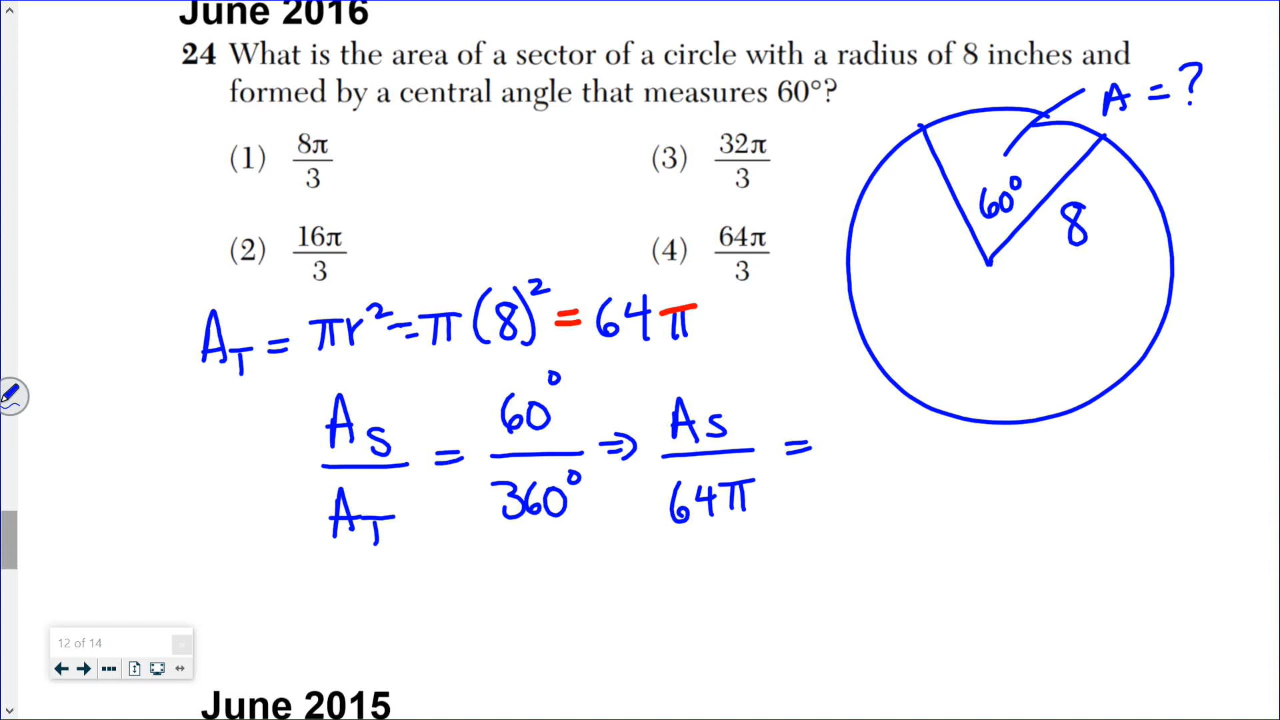 June 2016
24 What is the area of a sector of a circle with a radius of 8 inches and
formed by a central angle that measures 60°?
(1) 8π/3
(3) 32π/3
(2) 16π/3
(4) 64π/3
A = ?
60°
8
A_T = πr² = π(8)² = 64π
A_S/A_T = 60°/360° ⇒ A_S/64π =
12 of 14
June 2015